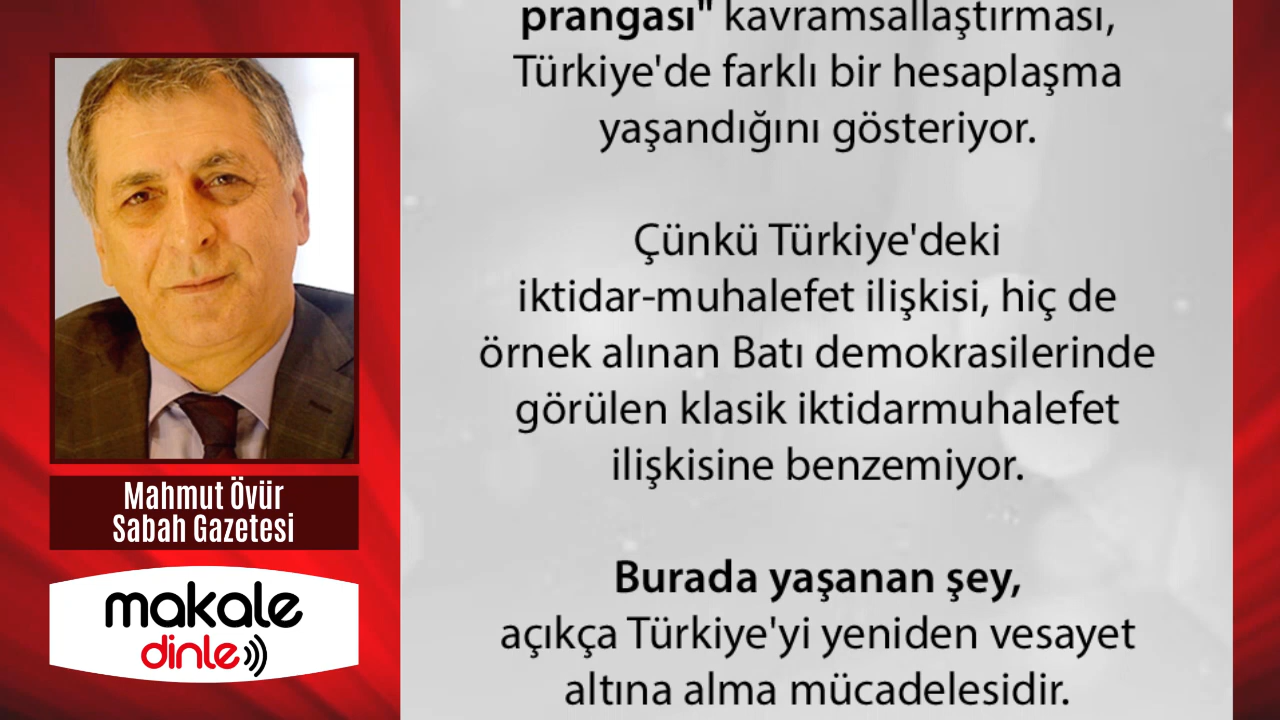 prangası" kavramsallaştırması,
Türkiye'de farklı bir hesaplaşma
yaşandığını gösteriyor.
Çünkü Türkiye'deki
iktidar-muhalefet ilişkisi, hiç de
örnek alınan Batı demokrasilerinde
görülen klasik iktidarmuhalefet
ilişkisine benzemiyor.
Burada yaşanan şey,
açıkça Türkiye'yi yeniden vesayet
altına alma mücadelesidir.
Mahmut Övür
Sabah Gazetesi
makale
dinle